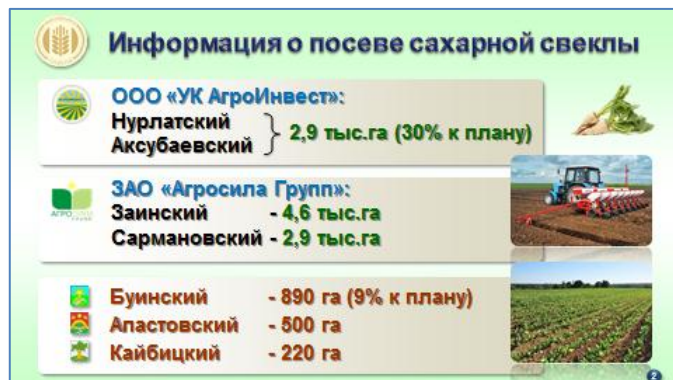 Информация о посеве сахарной свеклы
ООО «УК АгроИнвест»:
Нурлатский
Аксубаевский
2,9 тыс.га (30% к плану)
ЗАО «Агросила Групп»:
Заинский - 4,6 тыс.га
Сармановский - 2,9 тыс.га
Буинский - 890 га (9% к плану)
Апастовский - 500 га
Кайбицкий - 220 га
2